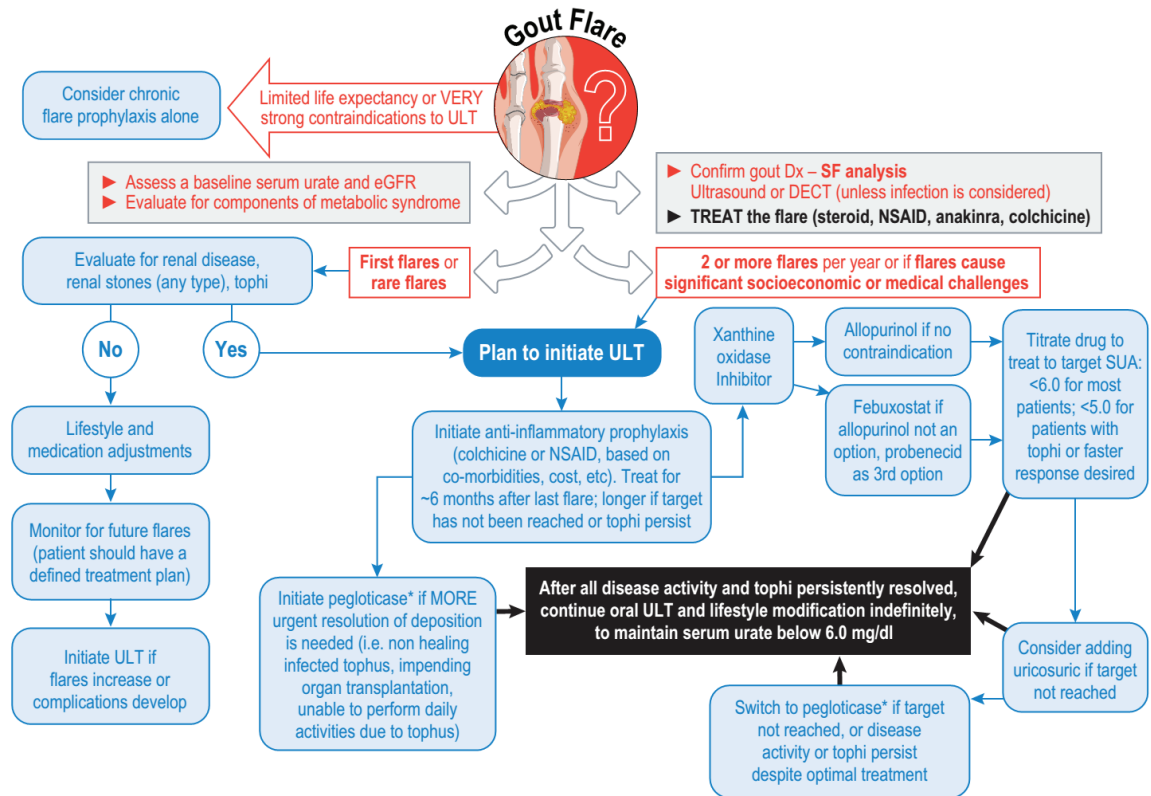 Gout Flare
?
Consider chronic
flare prophylaxis alone
Limited life expectancy or VERY
strong contraindications to ULT
► Assess a baseline serum urate and eGFR
► Evaluate for components of metabolic syndrome
► Confirm gout Dx – SF analysis
Ultrasound or DECT (unless infection is considered)
► TREAT the flare (steroid, NSAID, anakinra, colchicine)
Evaluate for renal disease,
renal stones (any type), tophi
First flares or
rare flares
2 or more flares per year or if flares cause
significant socioeconomic or medical challenges
No
Yes
Plan to initiate ULT
Xanthine
oxidase
Inhibitor
Allopurinol if no
contraindication
Febuxostat if
allopurinol not an
option, probenecid
as 3rd option
Titrate drug to
treat to target SUA:
<6.0 for most
patients; <5.0 for
patients with
tophi or faster
response desired
Lifestyle and
medication adjustments
Initiate anti-inflammatory prophylaxis
(colchicine or NSAID, based on
co-morbidities, cost, etc). Treat for
~6 months after last flare; longer if target
has not been reached or tophi persist
Monitor for future flares
(patient should have a
defined treatment plan)
Initiate ULT if
flares increase or
complications develop
Initiate pegloticase* if MORE
urgent resolution of deposition
is needed (i.e. non healing
infected tophus, impending
organ transplantation,
unable to perform daily
activities due to tophus)
After all disease activity and tophi persistently resolved,
continue oral ULT and lifestyle modification indefinitely,
to maintain serum urate below 6.0 mg/dl
Consider adding
uricosuric if target
not reached
Switch to pegloticase* if target
not reached, or disease
activity or tophi persist
despite optimal treatment